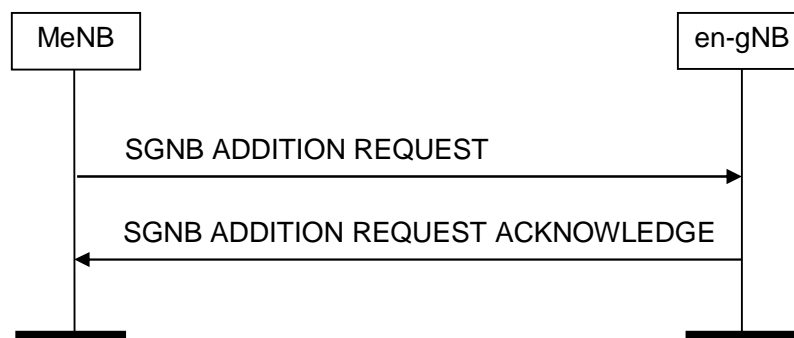 MeNB
en-gNB
SGNB ADDITION REQUEST
SGNB ADDITION REQUEST ACKNOWLEDGE